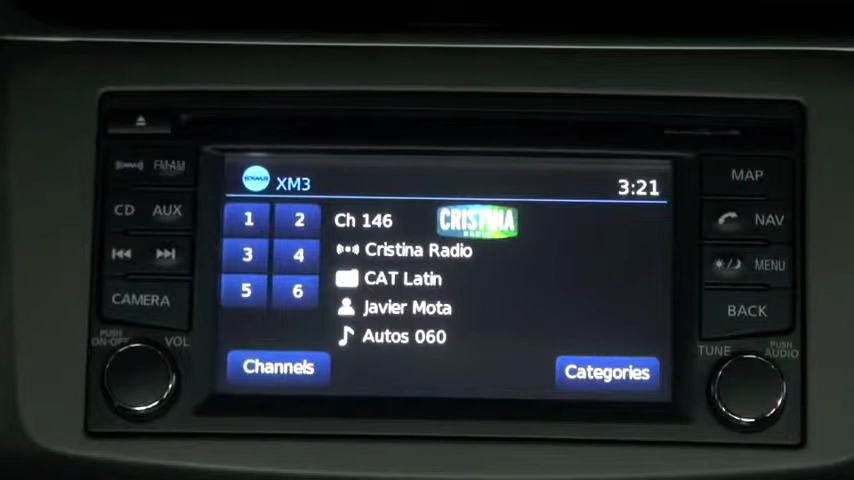 XM3
3:21
1 2
3 4
5 6
Ch 146
CRISTINA
RADIO
Cristina Radio
CAT Latin
Javier Mota
Autos 060
Channels
Categories
FM·AM
CD AUX
CAMERA
PUSH
ON·OFF VOL
MAP
NAV
MENU
BACK
TUNE PUSH
AUDIO